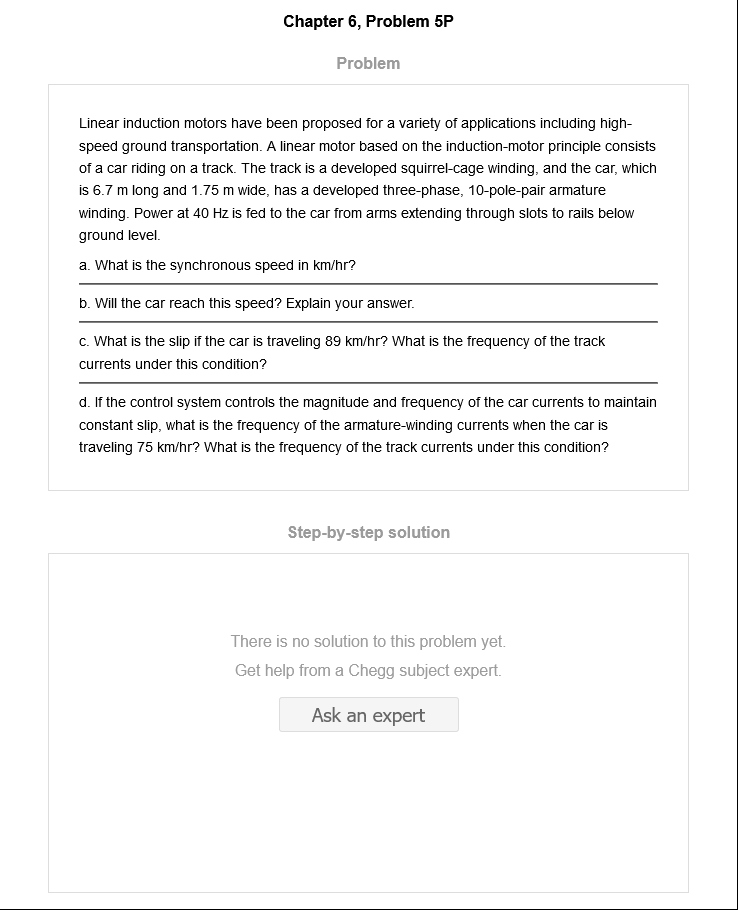 Chapter 6, Problem 5P
Problem
Linear induction motors have been proposed for a variety of applications including high-
speed ground transportation. A linear motor based on the induction-motor principle consists
of a car riding on a track. The track is a developed squirrel-cage winding, and the car, which
is 6.7 m long and 1.75 m wide, has a developed three-phase, 10-pole-pair armature
winding. Power at 40 Hz is fed to the car from arms extending through slots to rails below
ground level.
a. What is the synchronous speed in km/hr?
b. Will the car reach this speed? Explain your answer.
c. What is the slip if the car is traveling 89 km/hr? What is the frequency of the track
currents under this condition?
d. If the control system controls the magnitude and frequency of the car currents to maintain
constant slip, what is the frequency of the armature-winding currents when the car is
traveling 75 km/hr? What is the frequency of the track currents under this condition?
Step-by-step solution
There is no solution to this problem yet.
Get help from a Chegg subject expert.
Ask an expert